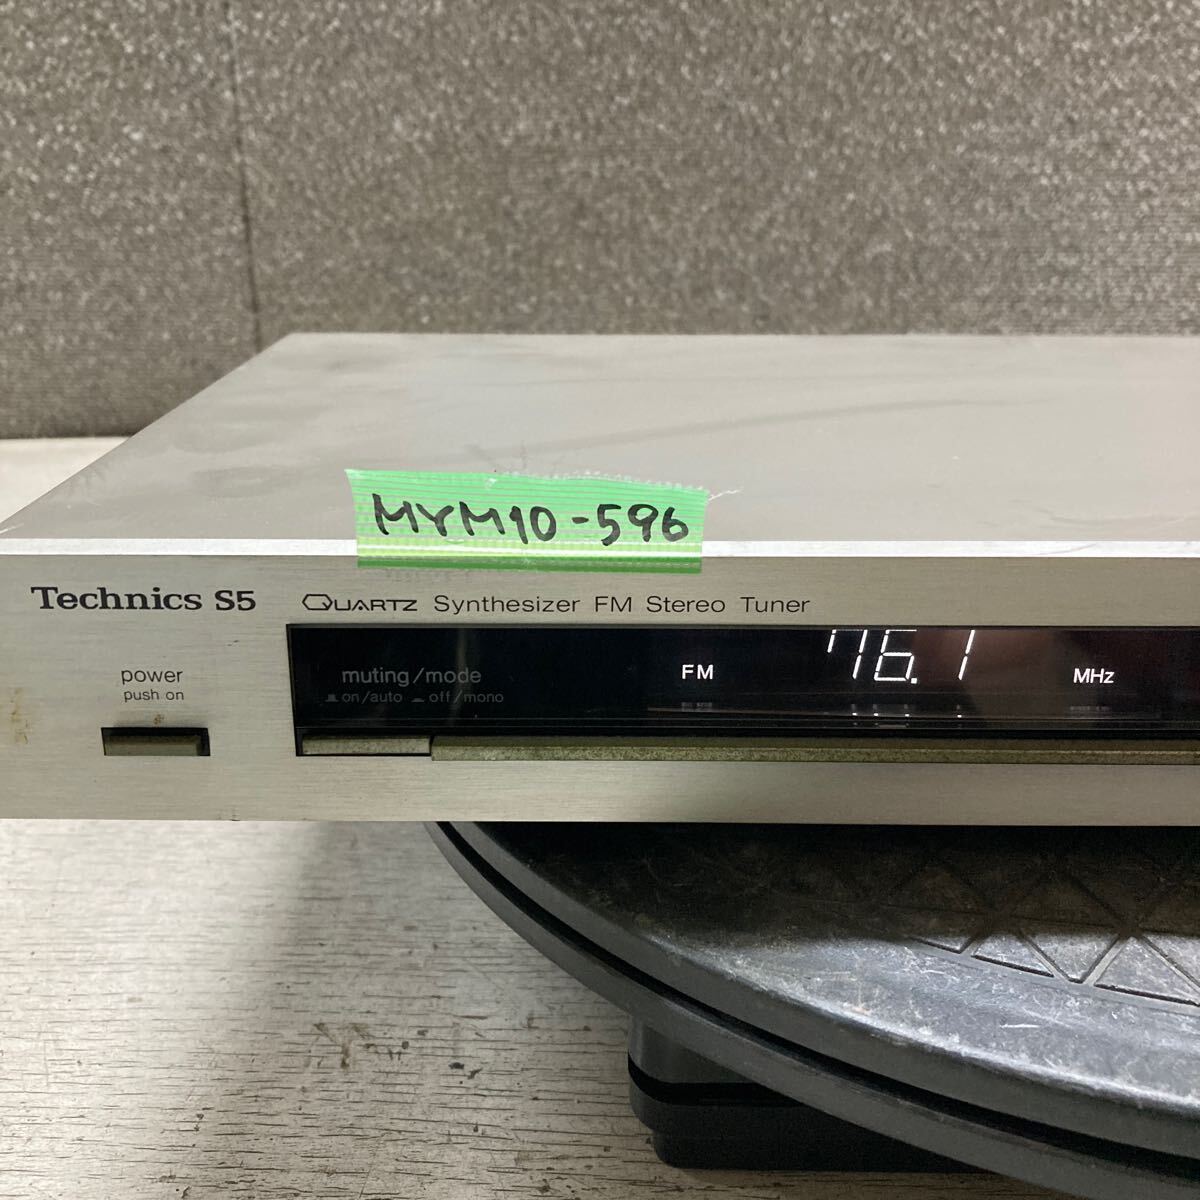 MYM10-596
Technics S5 QUARTZ Synthesizer FM Stereo Tuner
power
push on
muting/mode
on/auto off/mono
FM 76.1 MHz